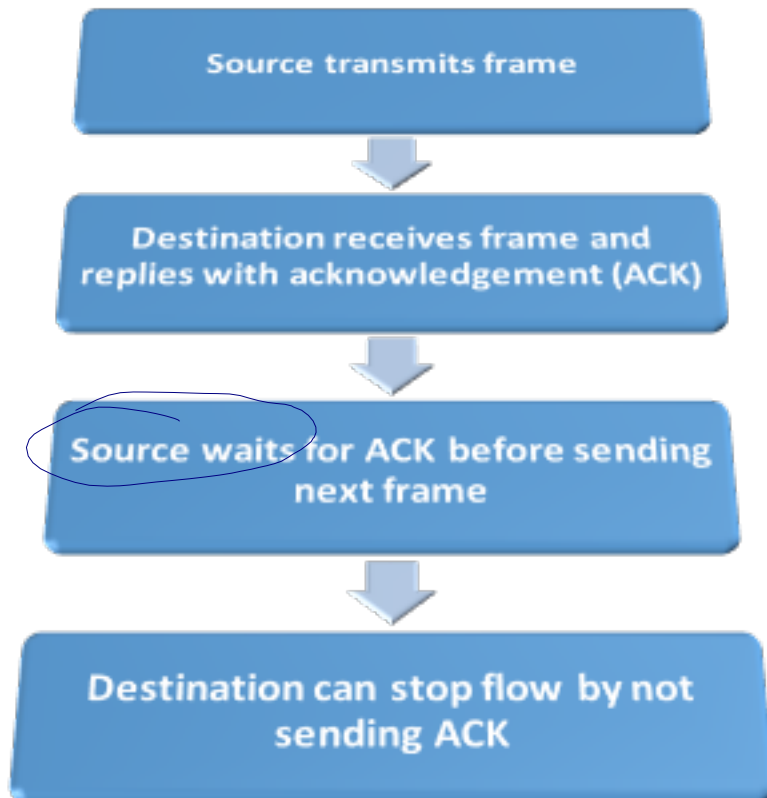 Source transmits frame
Destination receives frame and
replies with acknowledgement (ACK)
Source waits for ACK before sending
next frame
Destination can stop flow by not
sending ACK